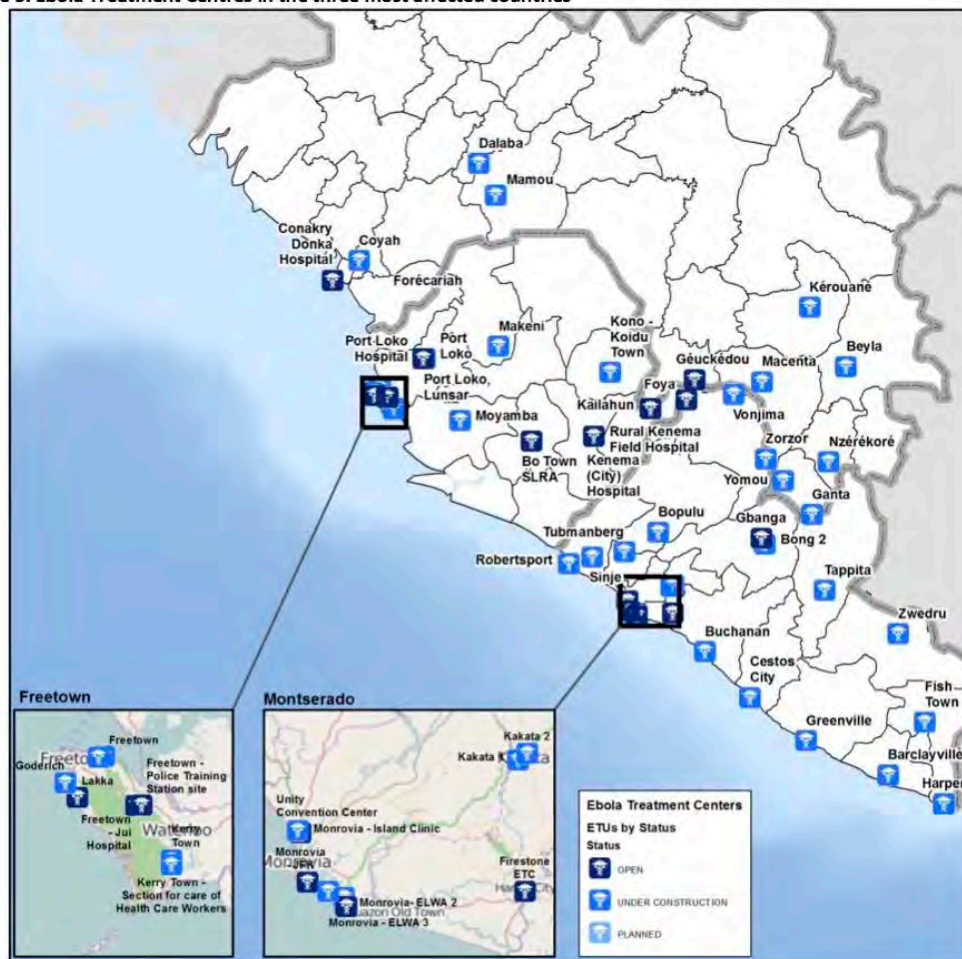 Ebola Treatment Centres in the three most affected countries
Dalaba
Mamou
Conakry
Donka
Hospital
Coyah
Forécariah
Kérouané
Makeni
Kono -
Koidu
Town
Port Loko
Hospital
Port
Loko
Géuckédou
Macenta
Beyla
Port Loko,
Lunsar
Foya
Kailahun
Vonjima
Moyamba
Rural Kenema
Field Hospital
Zorzor
Nzérékoré
Bo Town
SLRA
Kenema
(City)
Hospital
Yomou
Ganta
Bopulu
Gbanga
Tubmanberg
Bong 2
Robertsport
Sinje
Tappita
Zwedru
Buchanan
Cestos
City
Fish
Town
Greenville
Barclayville
Harper
Freetown
Freetown
Goderich
Lakka
Freetown -
Police Training
Station site
Freetown
- Jui
Hospital
Waterloo
Kerry
Town
Kerry Town -
Section for care of
Health Care Workers
Montserado
Kakata 2
Kakata 1
Unity
Convention Center
Monrovia - Island Clinic
Monrovia
Monrovia
- JFK
Firestone
ETC
Monrovia- ELWA 2
Monrovia - ELWA 3
Ebola Treatment Centers
ETUs by Status
Status
OPEN
UNDER CONSTRUCTION
PLANNED